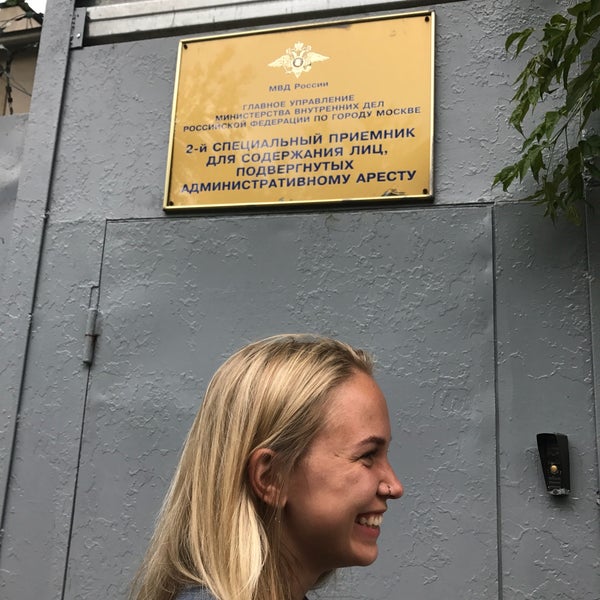 МВД России
ГЛАВНОЕ УПРАВЛЕНИЕ
МИНИСТЕРСТВА ВНУТРЕННИХ ДЕЛ
РОССИЙСКОЙ ФЕДЕРАЦИИ ПО ГОРОДУ МОСКВЕ
2-й СПЕЦИАЛЬНЫЙ ПРИЕМНИК
ДЛЯ СОДЕРЖАНИЯ ЛИЦ,
ПОДВЕРГНУТЫХ
АДМИНИСТРАТИВНОМУ АРЕСТУ